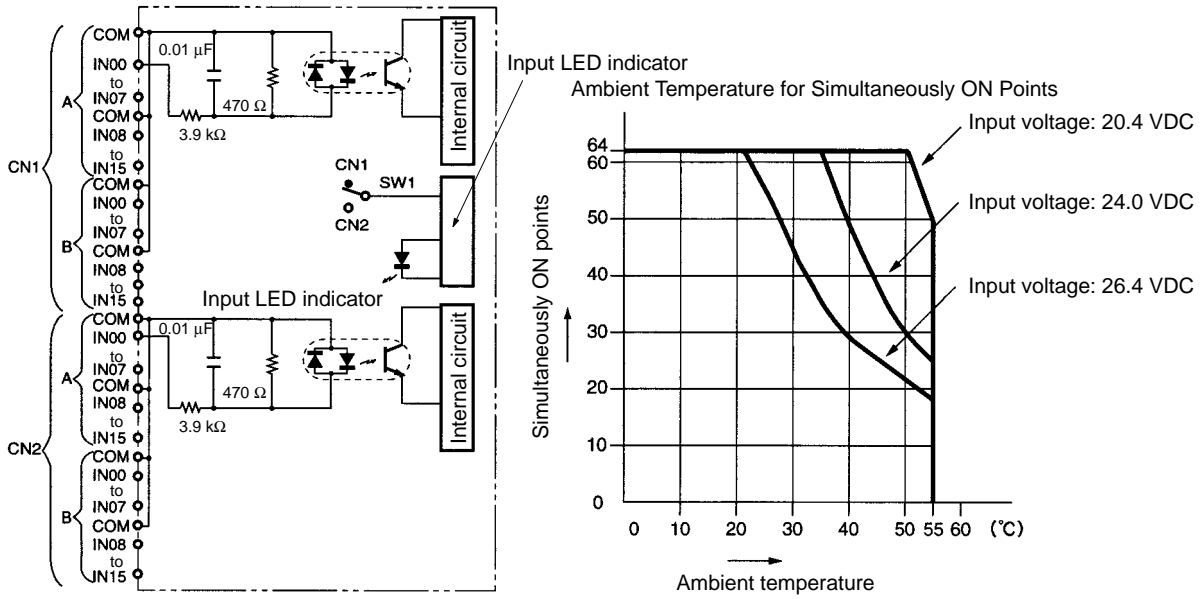 COM
IN00
to
IN07
COM
IN08
to
IN15
COM
IN00
to
IN07
COM
IN08
to
IN15
A
B
CN1
0.01 µF
470 Ω
3.9 kΩ
Internal circuit
Input LED indicator
CN1
SW1
CN2
Input LED indicator
COM
IN00
to
IN07
COM
IN08
to
IN15
COM
IN00
to
IN07
COM
IN08
to
IN15
A
B
CN2
0.01 µF
470 Ω
3.9 kΩ
Internal circuit
Ambient Temperature for Simultaneously ON Points
Input voltage: 20.4 VDC
Input voltage: 24.0 VDC
Input voltage: 26.4 VDC
Simultaneously ON points
64
60
50
40
30
20
10
0
0 10 20 30 40 50 55 60 (°C)
Ambient temperature